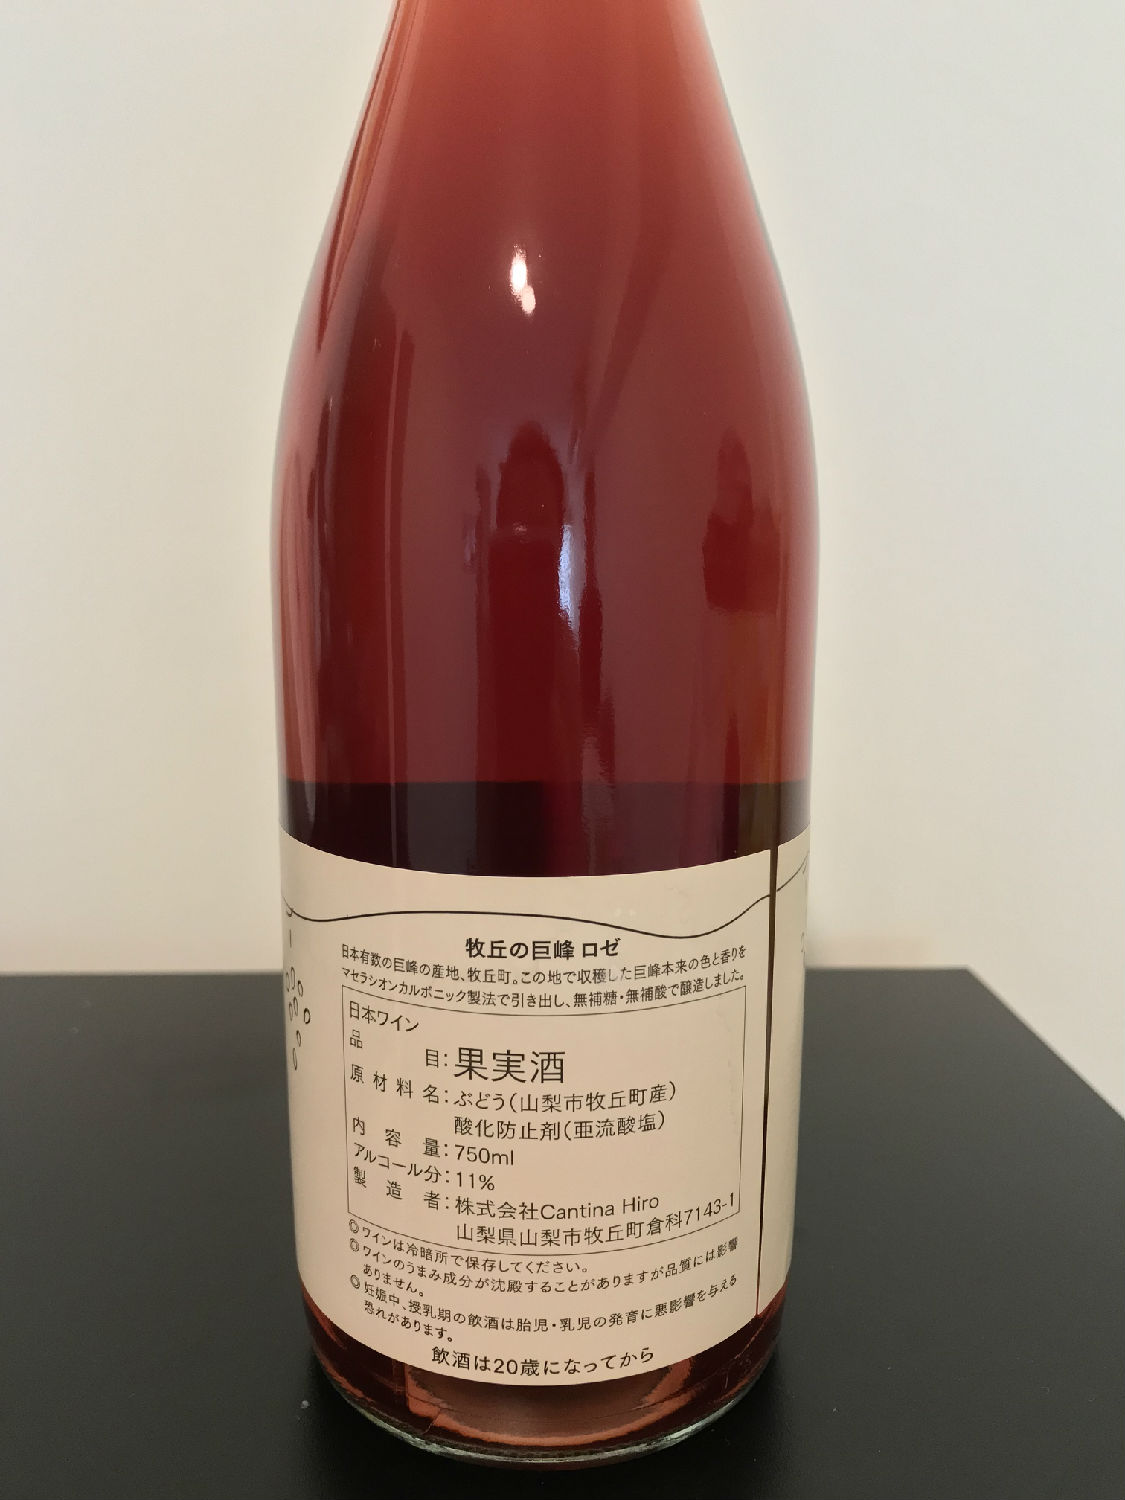 牧丘の巨峰 ロゼ
日本有数の巨峰の産地、牧丘町。この地で収穫した巨峰本来の色と香りを
マセラシオンカルボニック製法で引き出し、無補糖・無補酸で醸造しました。
日本ワイン
品目：果実酒
原材料名：ぶどう（山梨市牧丘町産）
酸化防止剤（亜流酸塩）
内容量：750ml
アルコール分：11%
製造者：株式会社Cantina Hiro
山梨県山梨市牧丘町倉科7143-1
◎ワインは冷暗所で保存してください。
◎ワインのうまみ成分が沈殿することがありますが品質には影響
ありません。
◎妊娠中、授乳期の飲酒は胎児・乳児の発育に悪影響を与える
恐れがあります。
飲酒は20歳になってから